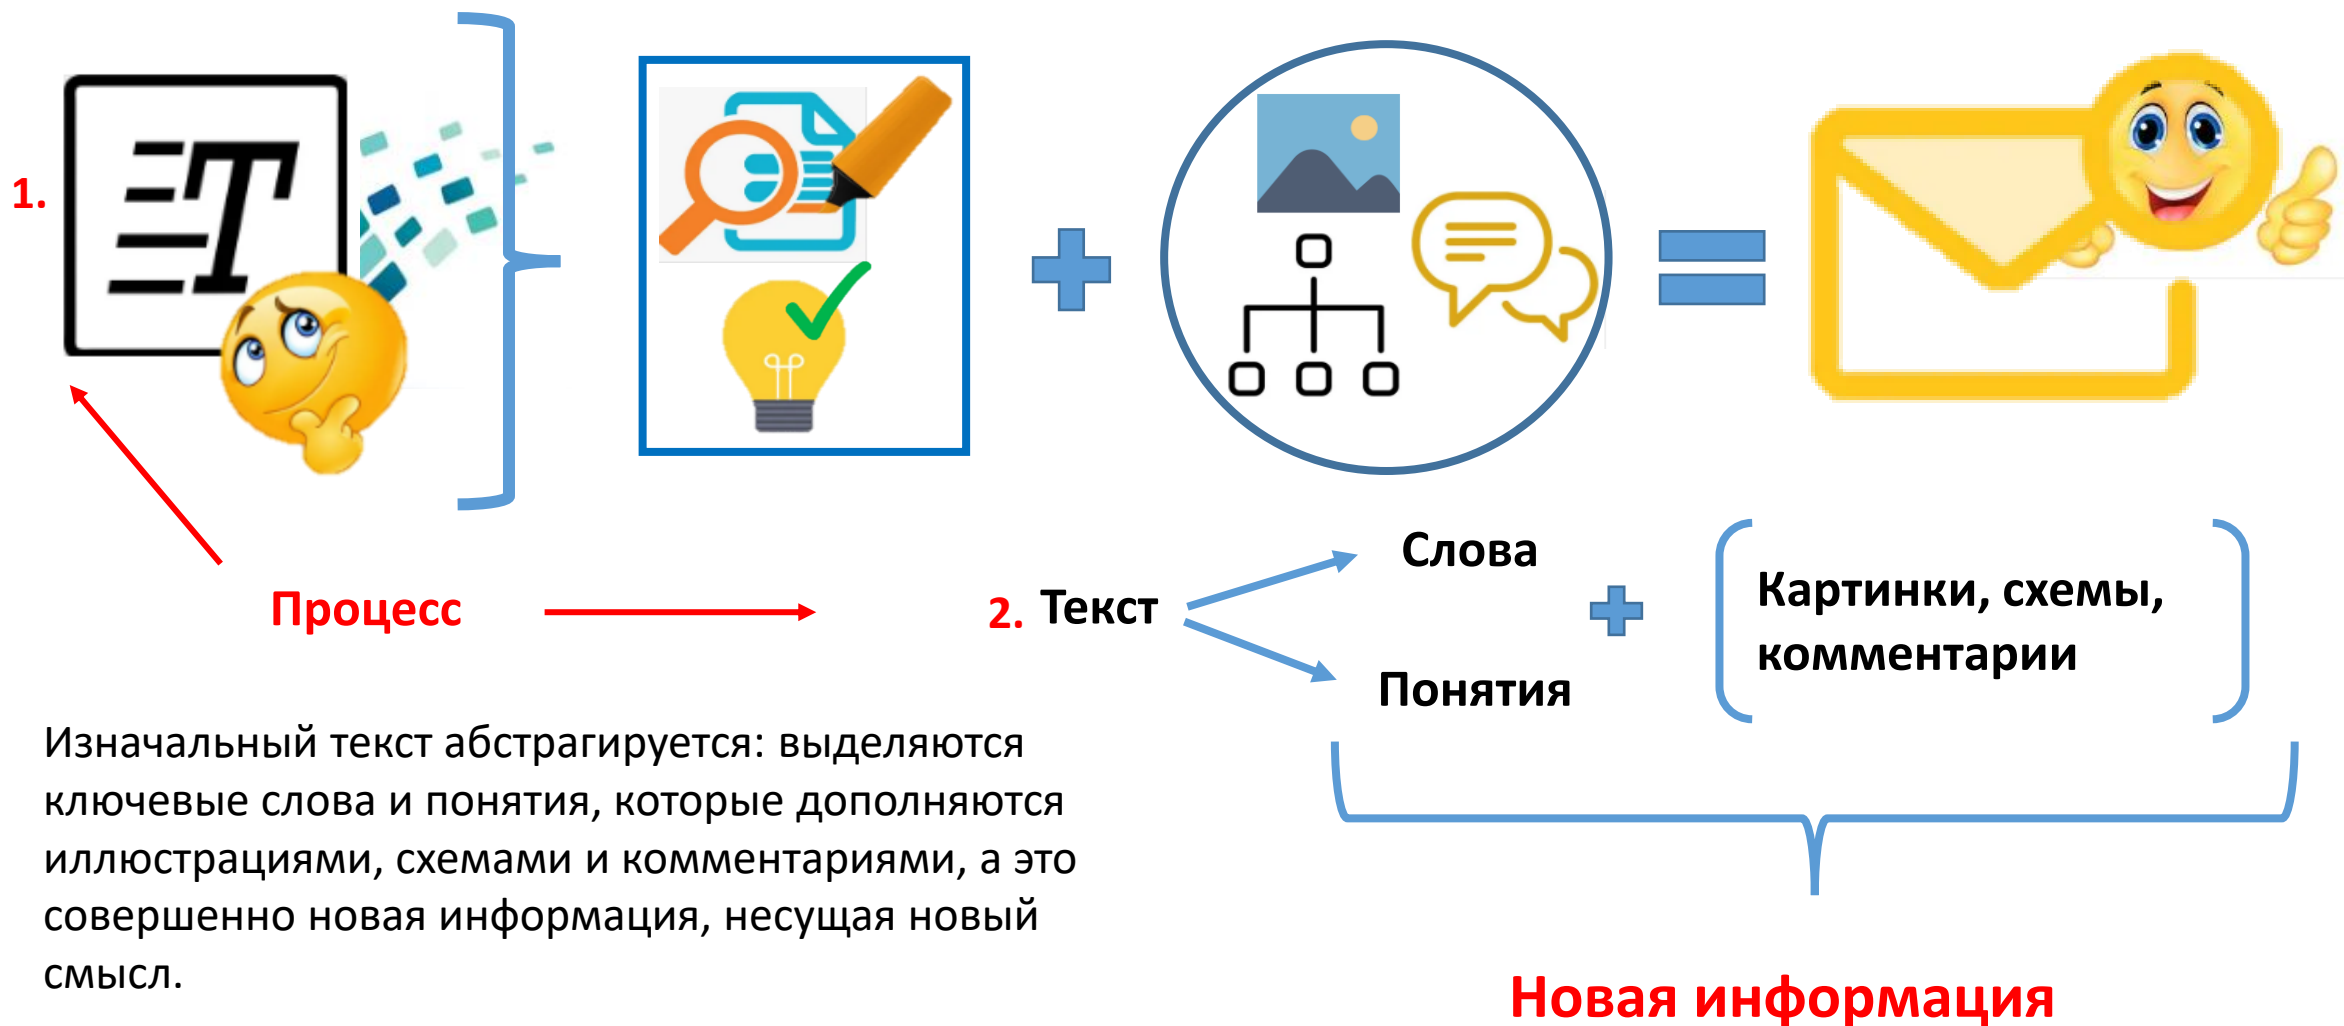 1.
Процесс
2. Текст
Слова
Понятия
Картинки, схемы,
комментарии
Изначальный текст абстрагируется: выделяются
ключевые слова и понятия, которые дополняются
иллюстрациями, схемами и комментариями, а это
совершенно новая информация, несущая новый
смысл.
Новая информация